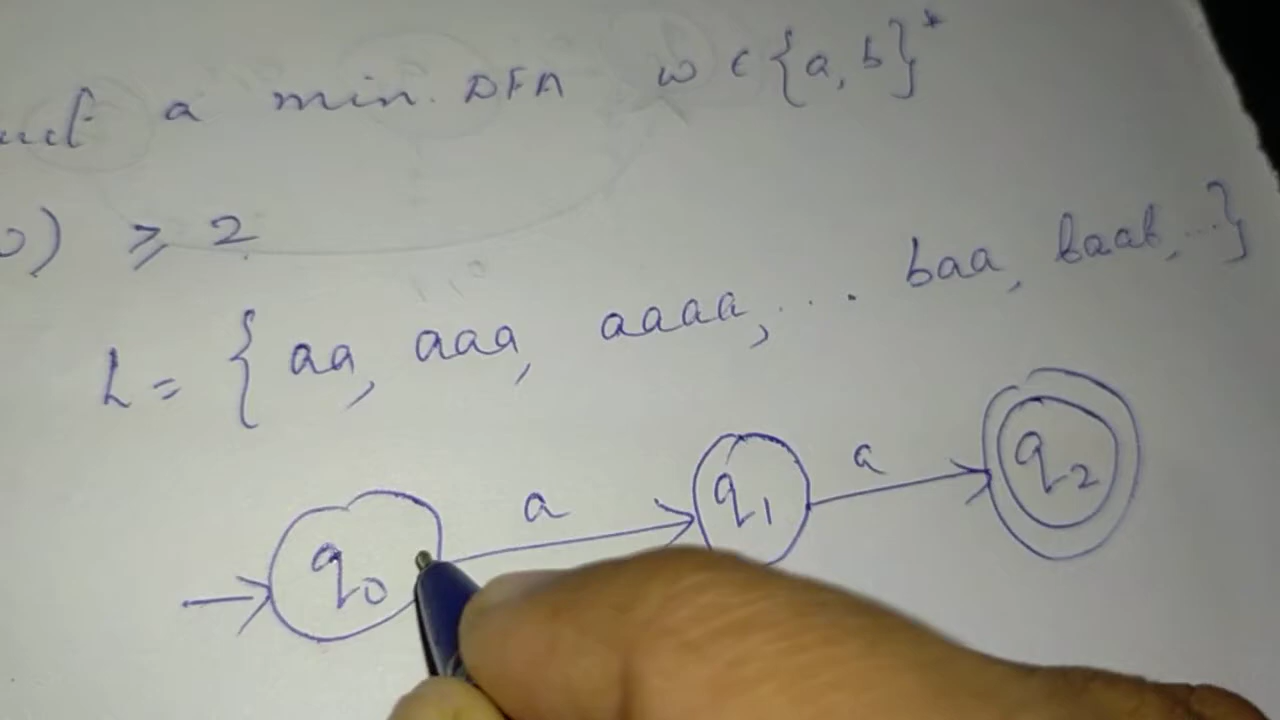 a min. DFA w ϵ {a, b}*
) ≥ 2
L = { aa, aaa, aaaa, ... baa, baab, ...}
a
a
q0
q1
q2